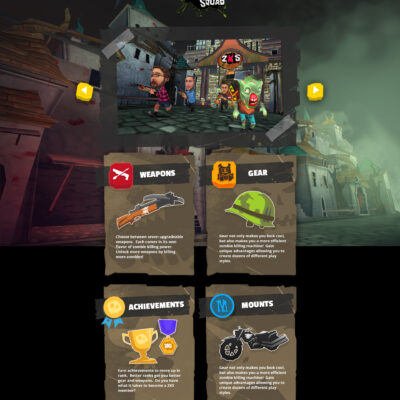 SQUAD
ZKS
WEAPONS
Choose between seven upgradeable
weapons. Each comes in its own
flavor of zombie killing power.
Unlock more weapons by killing
more zombies!
GEAR
Gear not only makes you look cool,
but also makes you a more efficient
zombie killing machine! Gain
unique advantages allowing you to
create dozens of different play
styles.
ACHIEVEMENTS
Earn achievements to move up in
rank. Better ranks get you better
gear and weapons. Do you have
what it takes to become a ZKS
member?
MOUNTS
Gear not only makes you look cool,
but also makes you a more efficient
zombie killing machine! Gain
unique advantages allowing you to
create dozens of different play
styles.